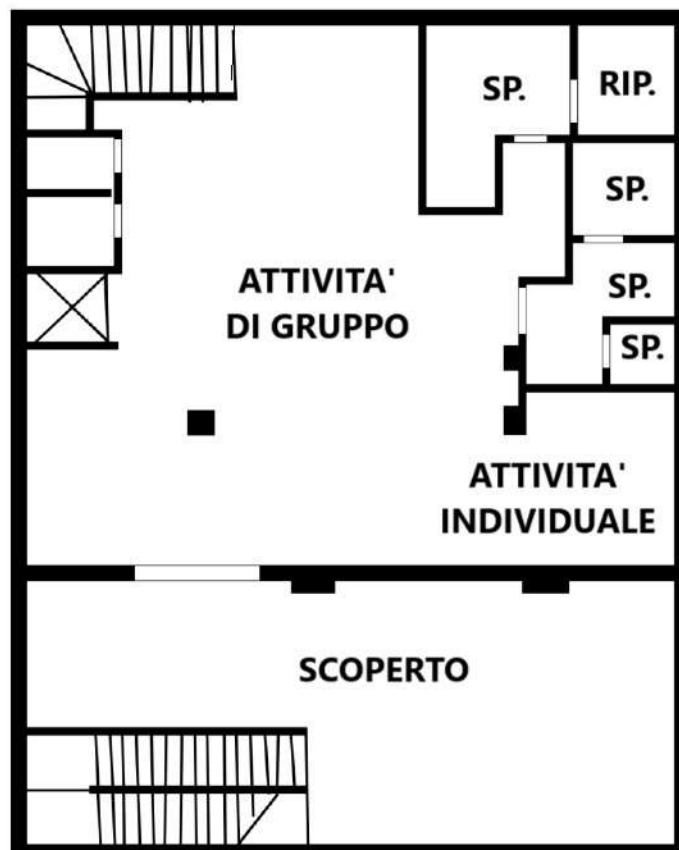 SP.
RIP.
SP.
ATTIVITA'
DI GRUPPO
SP.
SP.
ATTIVITA'
INDIVIDUALE
SCOPERTO